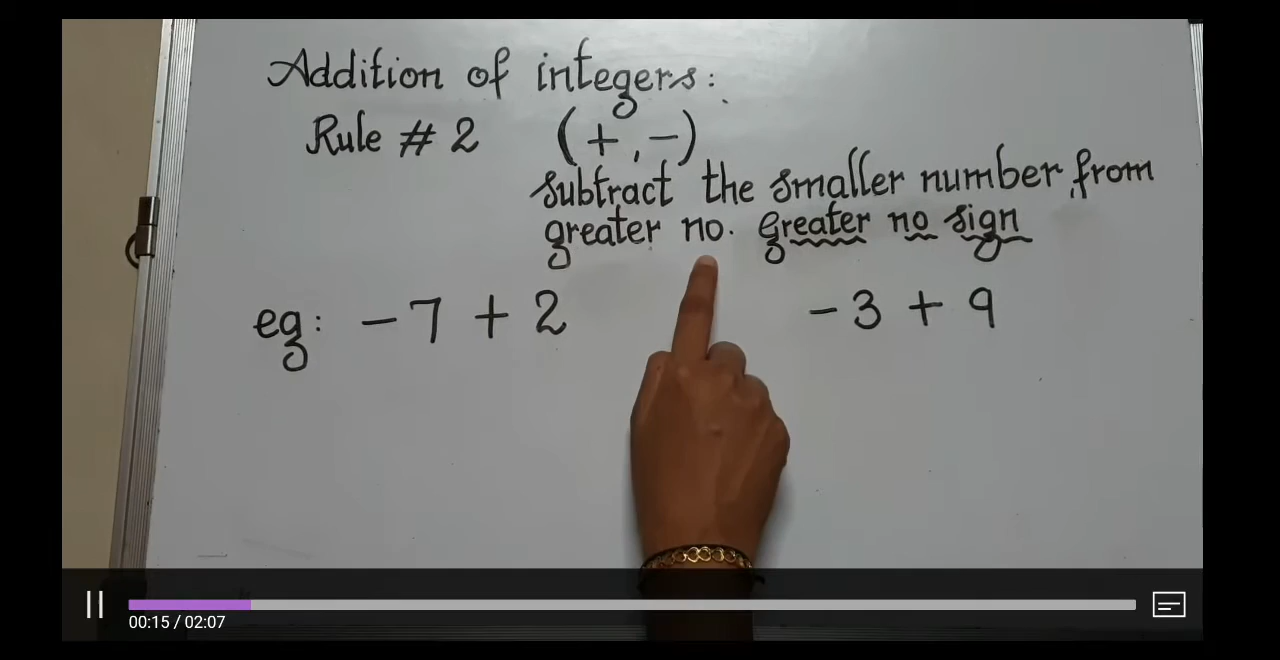 Addition of integers:
Rule # 2 (+, -)
subtract the smaller number from
greater no. greater no sign
eg: - 7 + 2 - 3 + 9
00:15 / 02:07